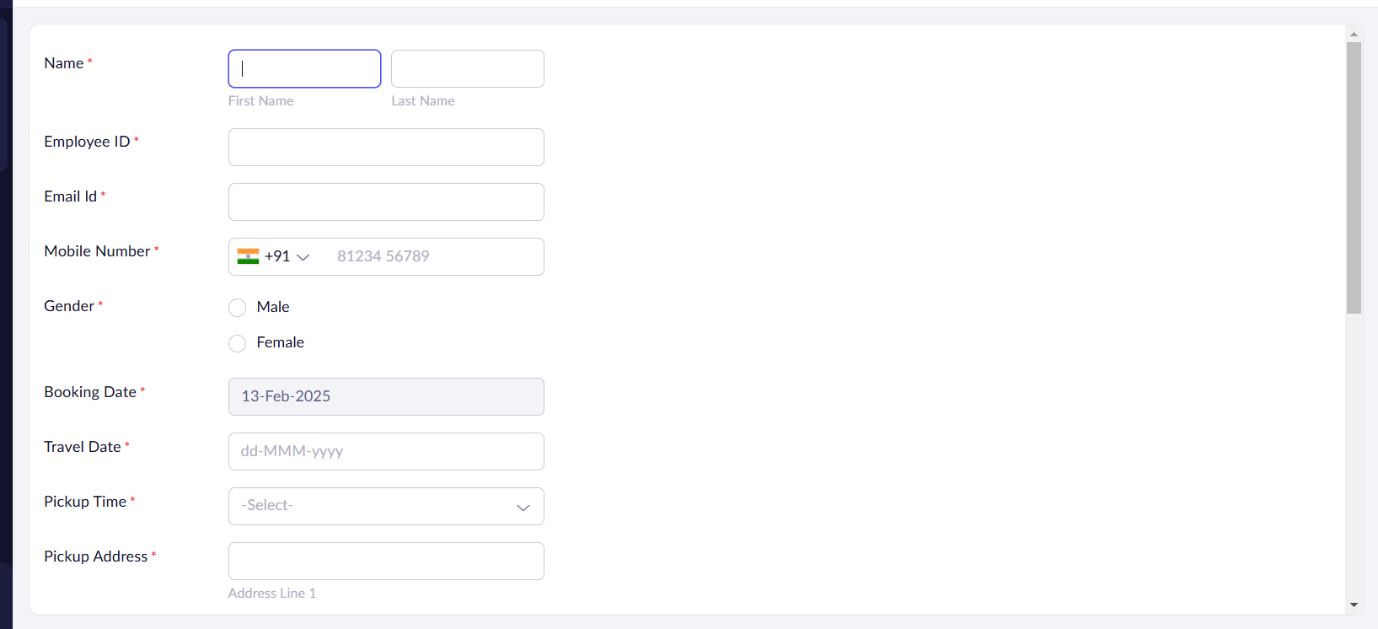 Name *
First Name Last Name
Employee ID *
Email Id *
Mobile Number * +91 81234 56789
Gender * Male
Female
Booking Date * 13-Feb-2025
Travel Date * dd-MMM-yyyy
Pickup Time * -Select-
Pickup Address *
Address Line 1